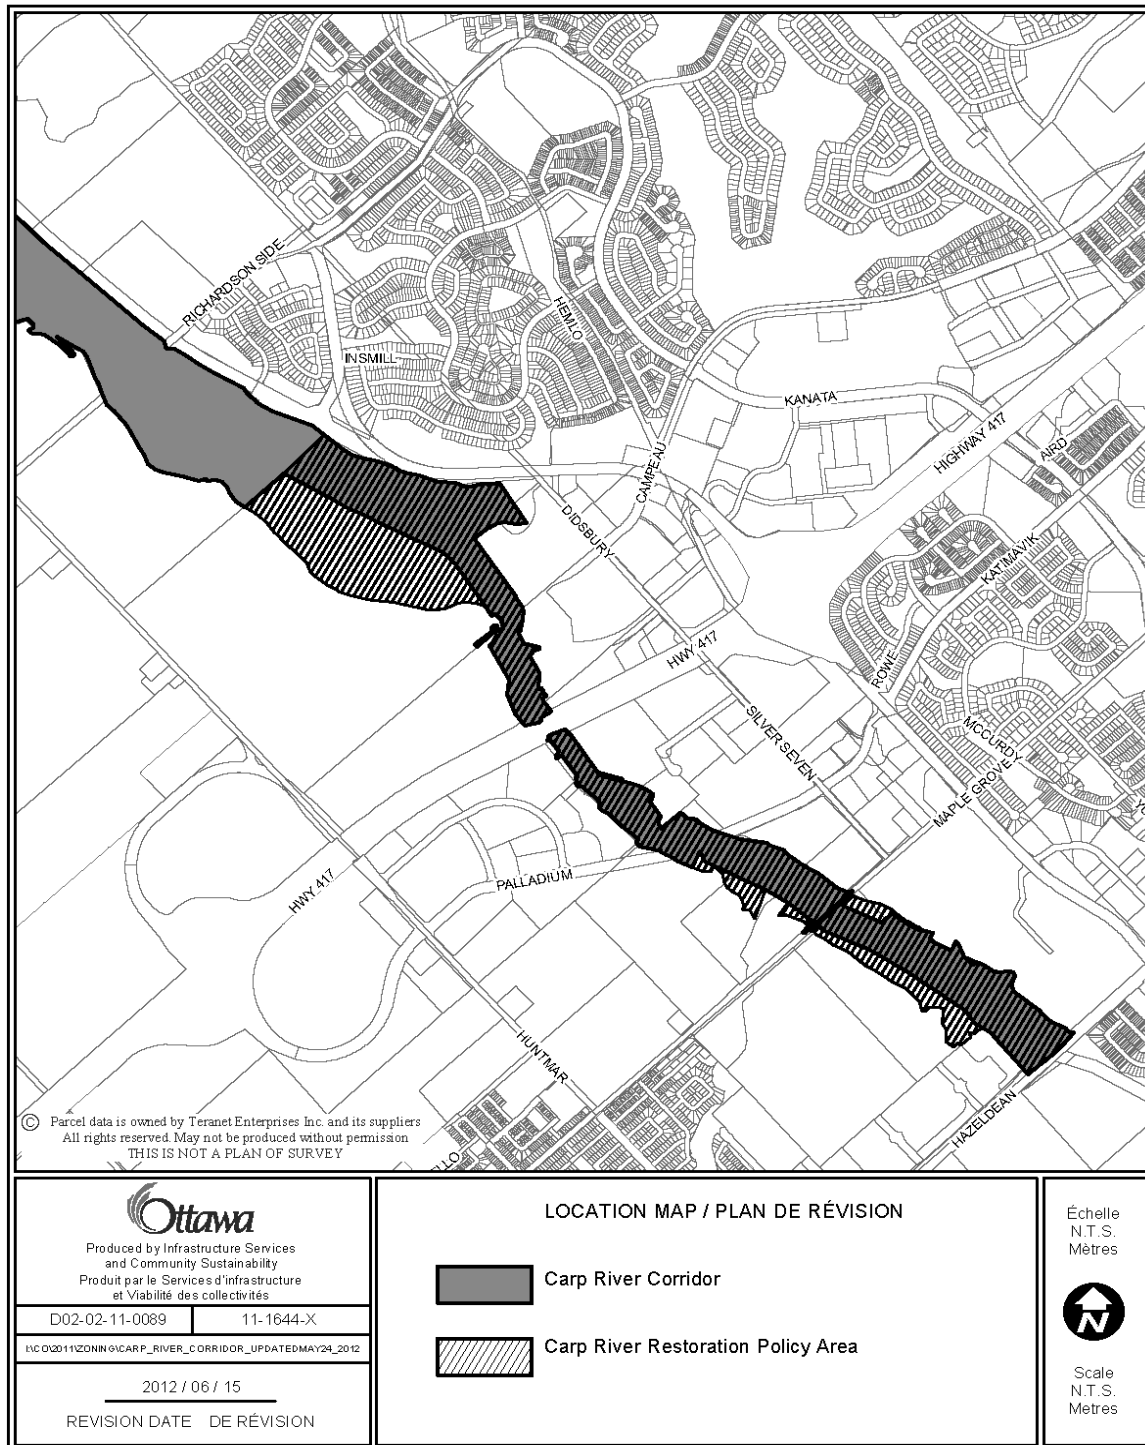 RICHARDSON SIDE
HEMLO
INSMILL
KANATA
HIGHWAY 417
AIRD
CAMPEAU
DIDSBURY
KATIMAVIK
HWY 417
ROWE
SILVER SEVEN
MCCURDY
MAPLE GROVE
PALLADIUM
HWY 417
HUNTMAR
HAZELDEAN
© Parcel data is owned by Teranet Enterprises Inc. and its suppliers
All rights reserved. May not be produced without permission
THIS IS NOT A PLAN OF SURVEY
Ottawa
Produced by Infrastructure Services
and Community Sustainability
Produit par le Services d'infrastructure
et Viabilité des collectivités
D02-02-11-0089 11-1644-X
I:\CO\2011\ZONING\CARP_RIVER_CORRIDOR_UPDATEDMAY24_2012
2012 / 06 / 15
REVISION DATE DE RÉVISION
LOCATION MAP / PLAN DE RÉVISION
Carp River Corridor
Carp River Restoration Policy Area
Échelle
N.T.S.
Mètres
N
Scale
N.T.S.
Metres